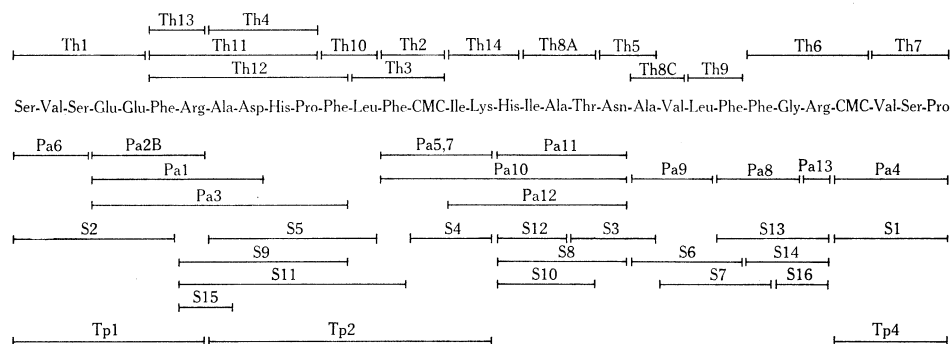 Th13 Th4
Th1 Th11 Th10 Th2 Th14 Th8A Th5 Th6 Th7
Th12 Th3 Th8C Th9
Ser-Val-Ser-Glu-Glu-Phe-Arg-Ala-Asp-His-Pro-Phe-Leu-Phe-CMC-Ile-Lys-His-Ile-Ala-Thr-Asn-Ala-Val-Leu-Phe-Phe-Gly-Arg-CMC-Val-Ser-Pro
Pa6 Pa2B Pa5,7 Pa11
Pa1 Pa10 Pa9 Pa8 Pa13 Pa4
Pa3 Pa12
S2 S5 S4 S12 S3 S13 S1
S9 S8 S6 S14
S11 S10 S7 S16
S15
Tp1 Tp2 Tp4